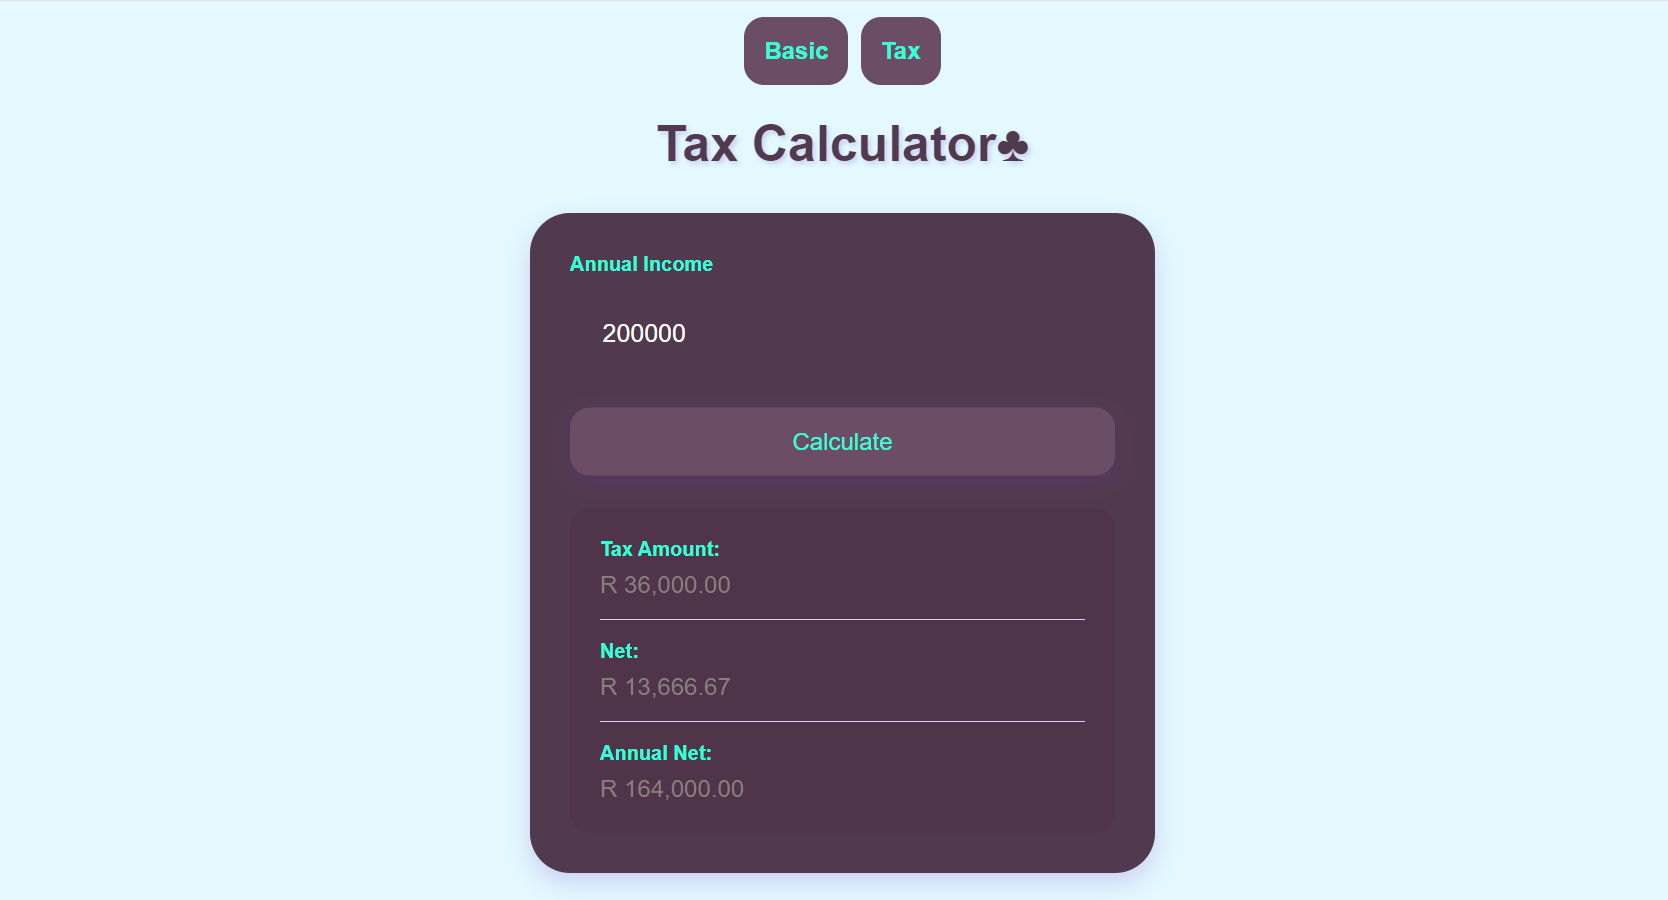 Basic Tax
Tax Calculator♣
Annual Income
200000
Calculate
Tax Amount:
R 36,000.00
Net:
R 13,666.67
Annual Net:
R 164,000.00